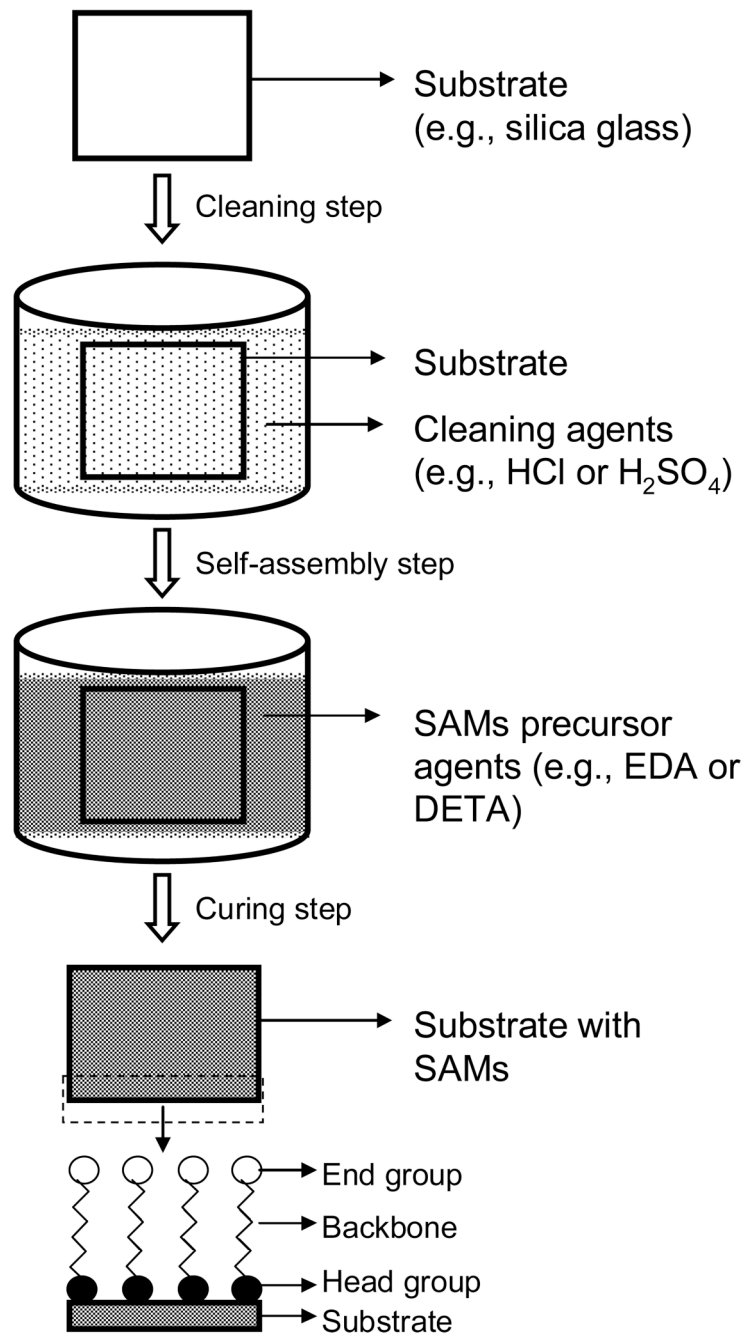 Substrate
(e.g., silica glass)
Cleaning step
Substrate
Cleaning agents
(e.g., HCl or H₂SO₄)
Self-assembly step
SAMs precursor
agents (e.g., EDA or
DETA)
Curing step
Substrate with
SAMs
End group
Backbone
Head group
Substrate